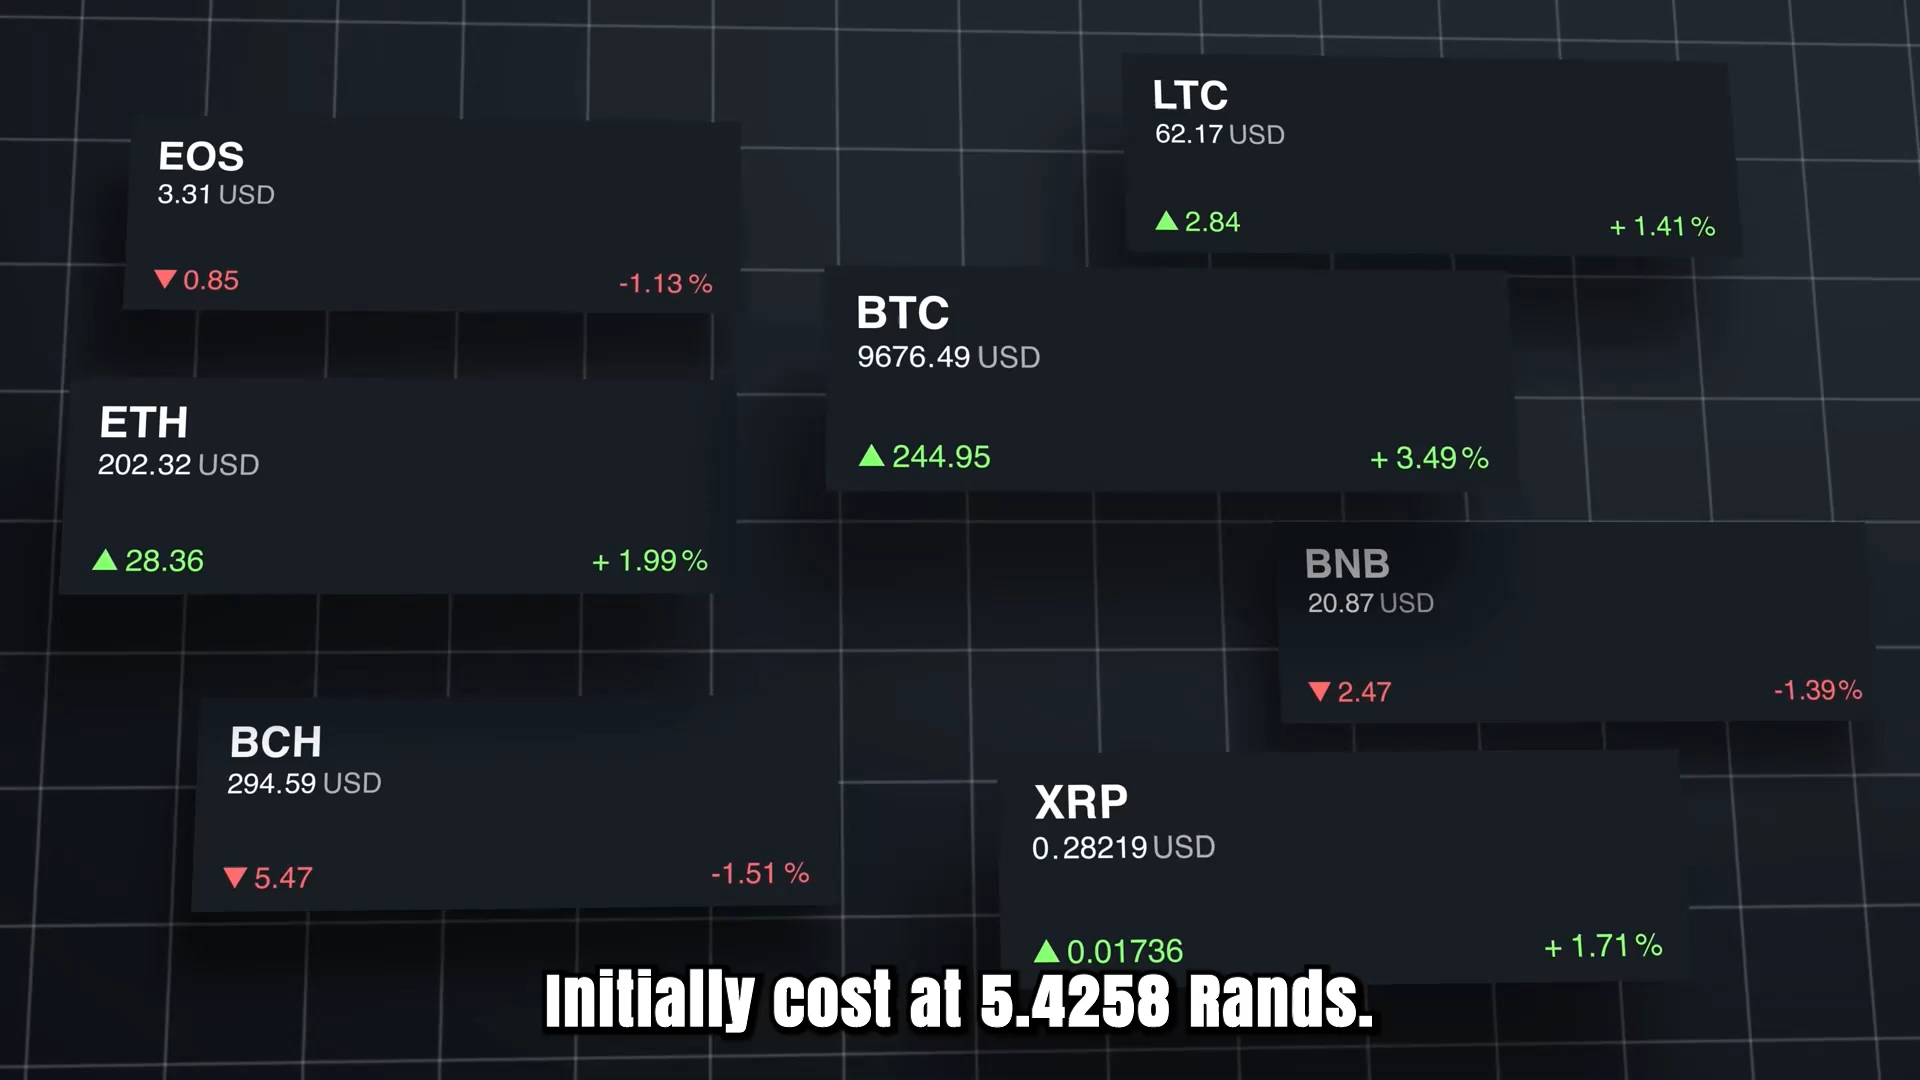 LTC
62.17 USD
▲ 2.84
+ 1.41%
EOS
3.31 USD
▼ 0.85
-1.13 %
BTC
9676.49 USD
▲ 244.95
+ 3.49%
ETH
202.32 USD
▲ 28.36
+ 1.99%
BNB
20.87 USD
▼ 2.47
-1.39%
BCH
294.59 USD
▼ 5.47
-1.51 %
XRP
0.28219 USD
▲ 0.01736
+ 1.71%
Initially cost at 5.4258 Rands.